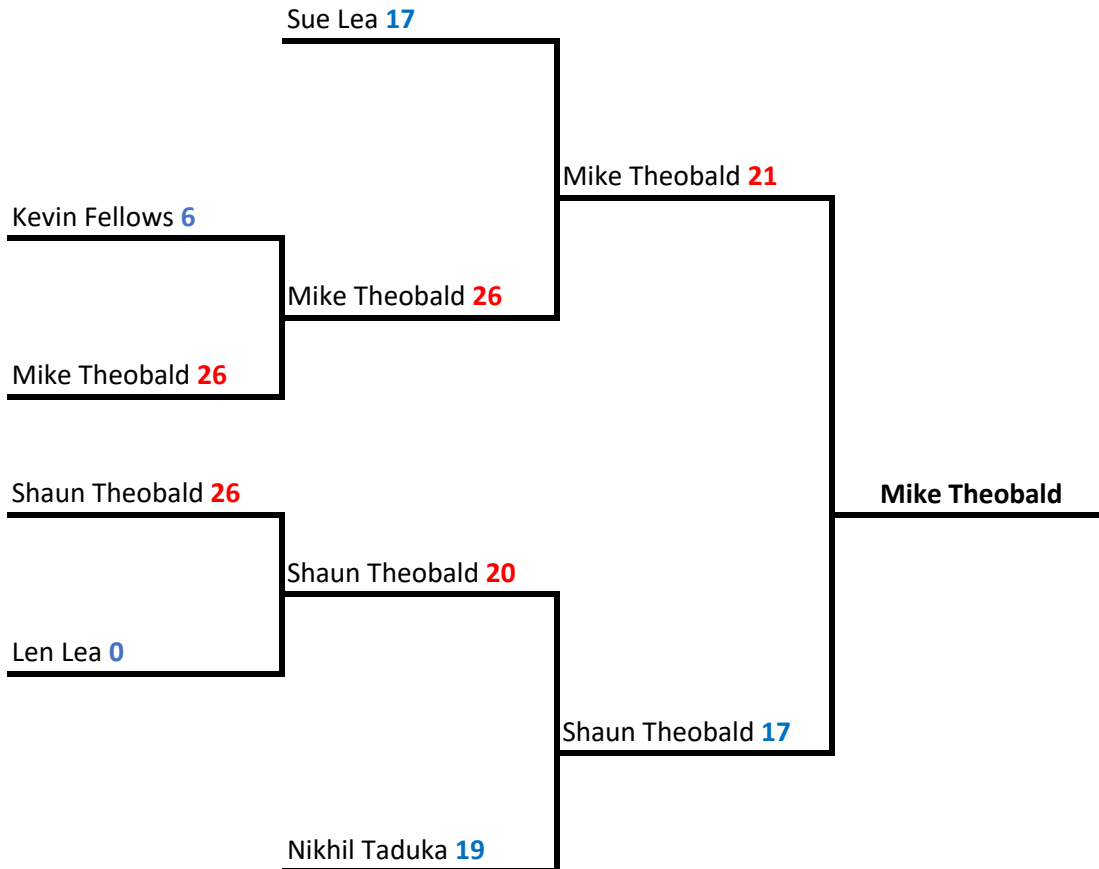 Sue Lea 17
Mike Theobald 21
Kevin Fellows 6
Mike Theobald 26
Mike Theobald 26
Shaun Theobald 26
Mike Theobald
Shaun Theobald 20
Len Lea 0
Shaun Theobald 17
Nikhil Taduka 19